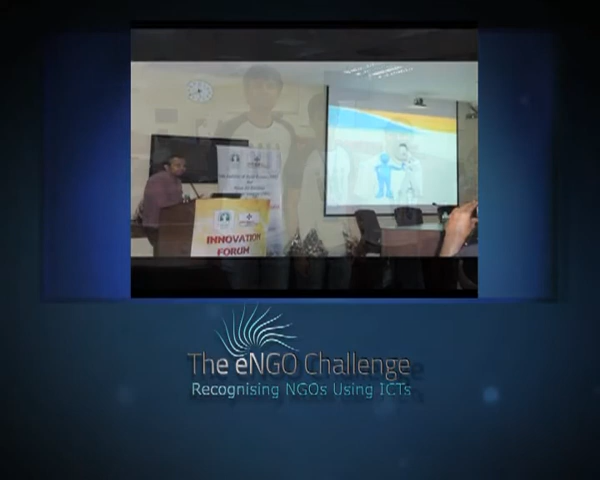 INNOVATION
FORUM
The eNGO Challenge
Recognising NGOs Using ICTs